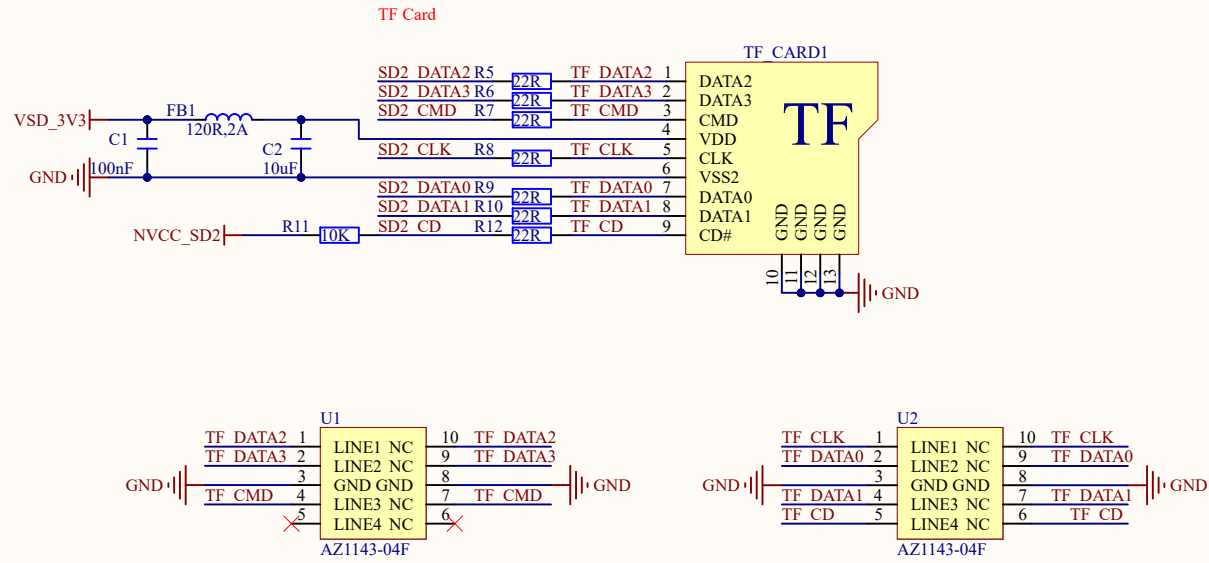 TF Card
TF_CARD1
SD2_DATA2 R5 22R TF_DATA2 1 DATA2
SD2_DATA3 R6 22R TF_DATA3 2 DATA3
SD2_CMD R7 22R TF_CMD 3 CMD
TF
VSD_3V3 FB1 120R,2A
4 VDD
C1 100nF
C2 10uF
SD2_CLK R8 22R TF_CLK 5 CLK
GND 6 VSS2
SD2_DATA0 R9 22R TF_DATA0 7 DATA0
SD2_DATA1 R10 22R TF_DATA1 8 DATA1
NVCC_SD2 R11 10K SD2_CD R12 22R TF_CD 9 CD#
GND GND GND GND
10 11 12 13
GND
U1
TF_DATA2 1 LINE1 NC 10 TF_DATA2
TF_DATA3 2 LINE2 NC 9 TF_DATA3
GND 3 GND GND 8 GND
TF_CMD 4 LINE3 NC 7 TF_CMD
5 LINE4 NC 6
AZ1143-04F
U2
TF_CLK 1 LINE1 NC 10 TF_CLK
TF_DATA0 2 LINE2 NC 9 TF_DATA0
GND 3 GND GND 8 GND
TF_DATA1 4 LINE3 NC 7 TF_DATA1
TF_CD 5 LINE4 NC 6 TF_CD
AZ1143-04F